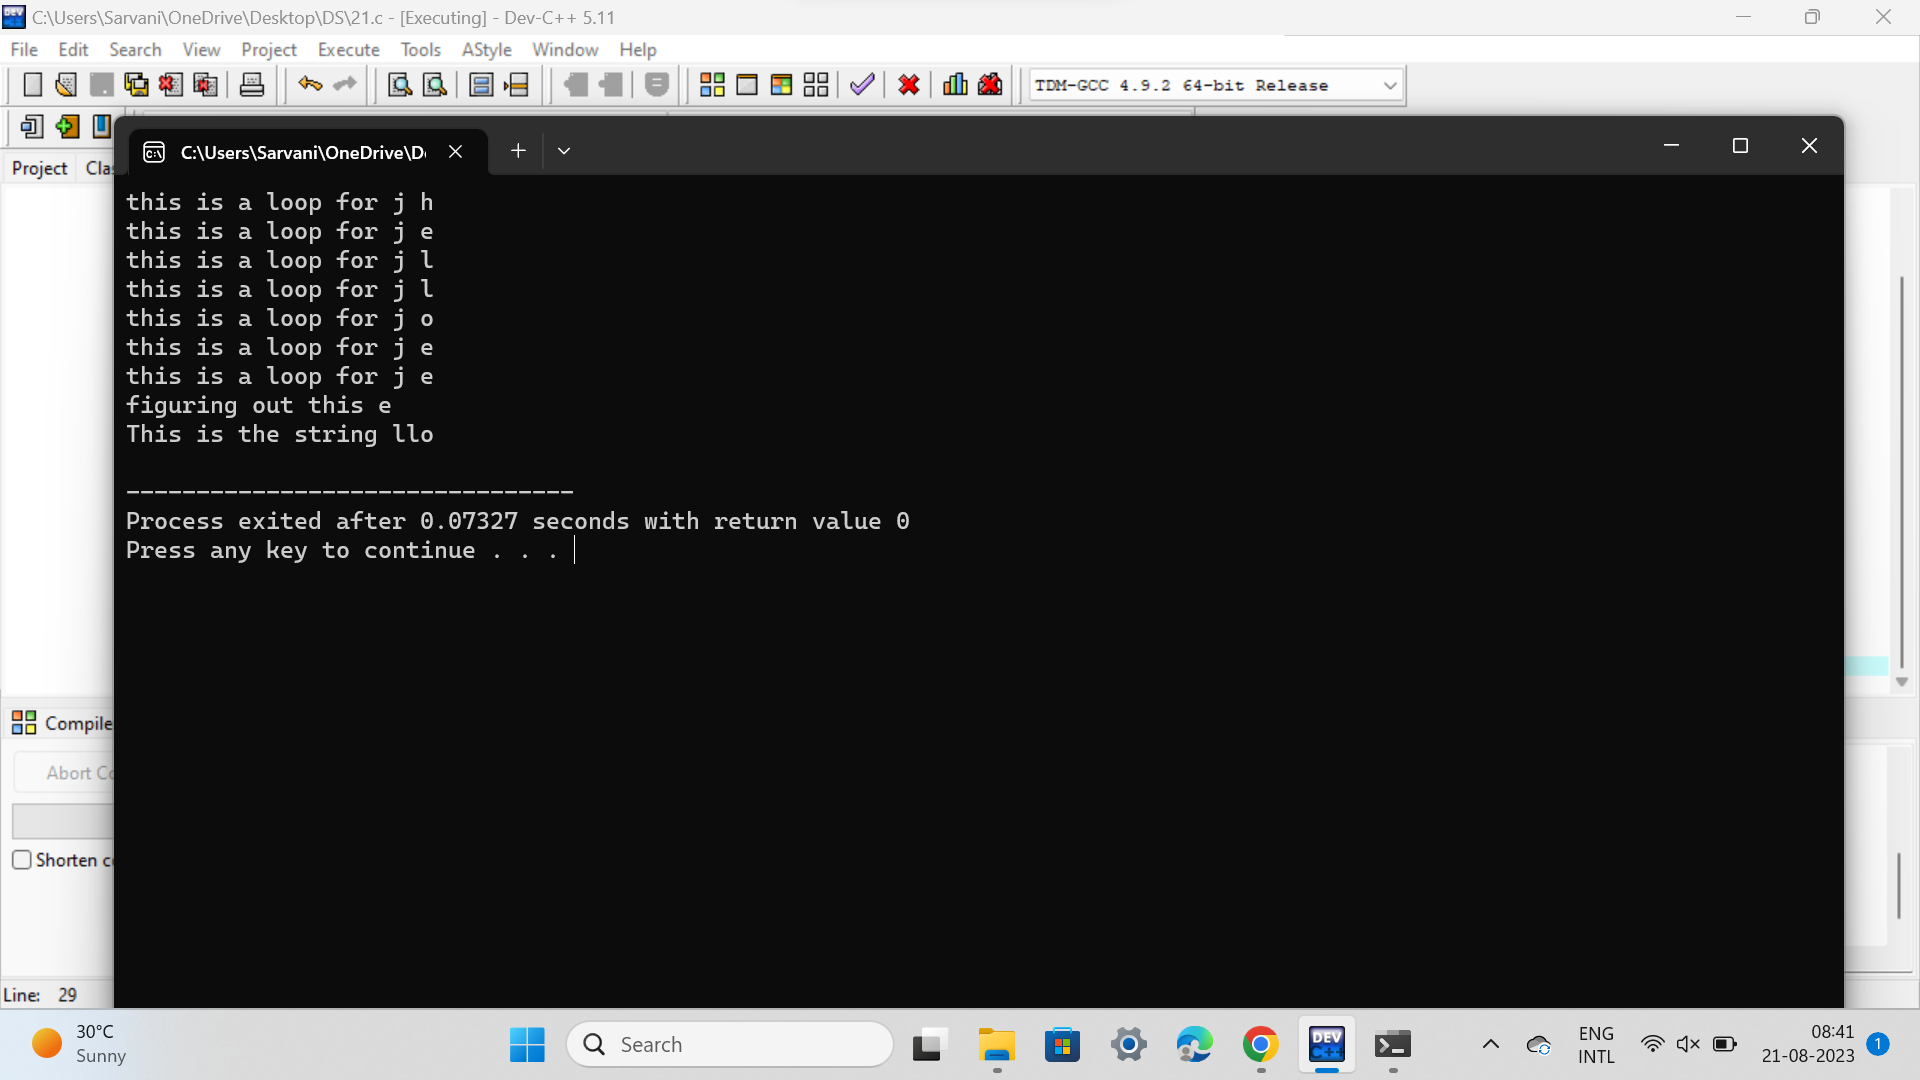 C:\Users\Sarvani\OneDrive\Desktop\DS\21.c - [Executing] - Dev-C++ 5.11
File Edit Search View Project Execute Tools AStyle Window Help
TDM-GCC 4.9.2 64-bit Release
Project Clas
C:\Users\Sarvani\OneDrive\D
this is a loop for j h
this is a loop for j e
this is a loop for j l
this is a loop for j l
this is a loop for j o
this is a loop for j e
this is a loop for j e
figuring out this e
This is the string llo
--------------------------------
Process exited after 0.07327 seconds with return value 0
Press any key to continue . . .
Compile
Abort Co
Shorten co
Line: 29
30°C
Sunny
Search
DEV
C++
ENG
INTL
08:41
21-08-2023
1